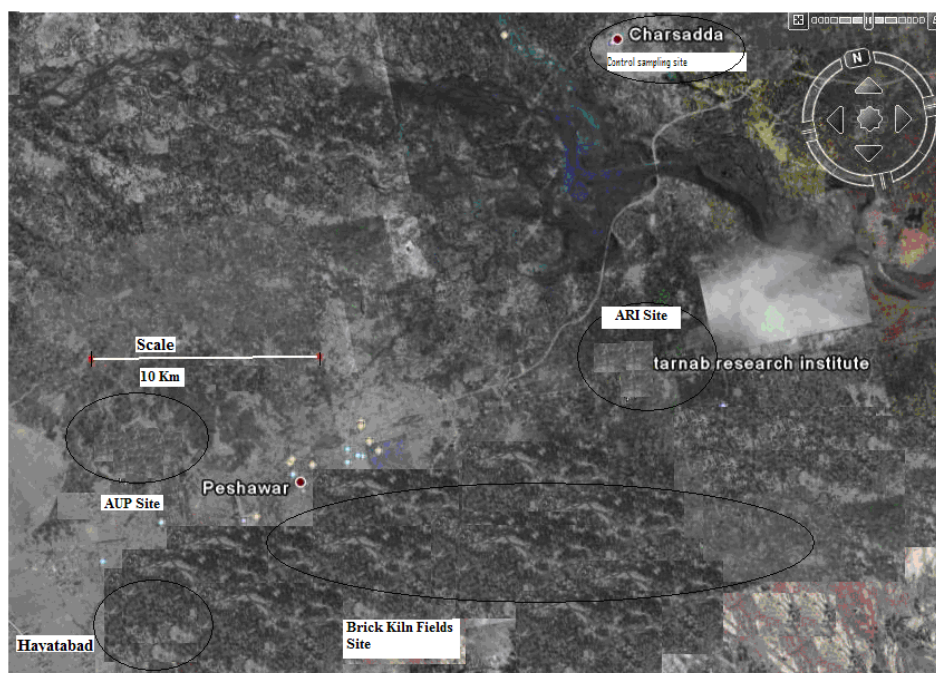 Charsadda
Control sampling site
N
ARI Site
tarnab research institute
Scale
10 Km
AUP Site
Peshawar
Hayatabad
Brick Kiln Fields
Site